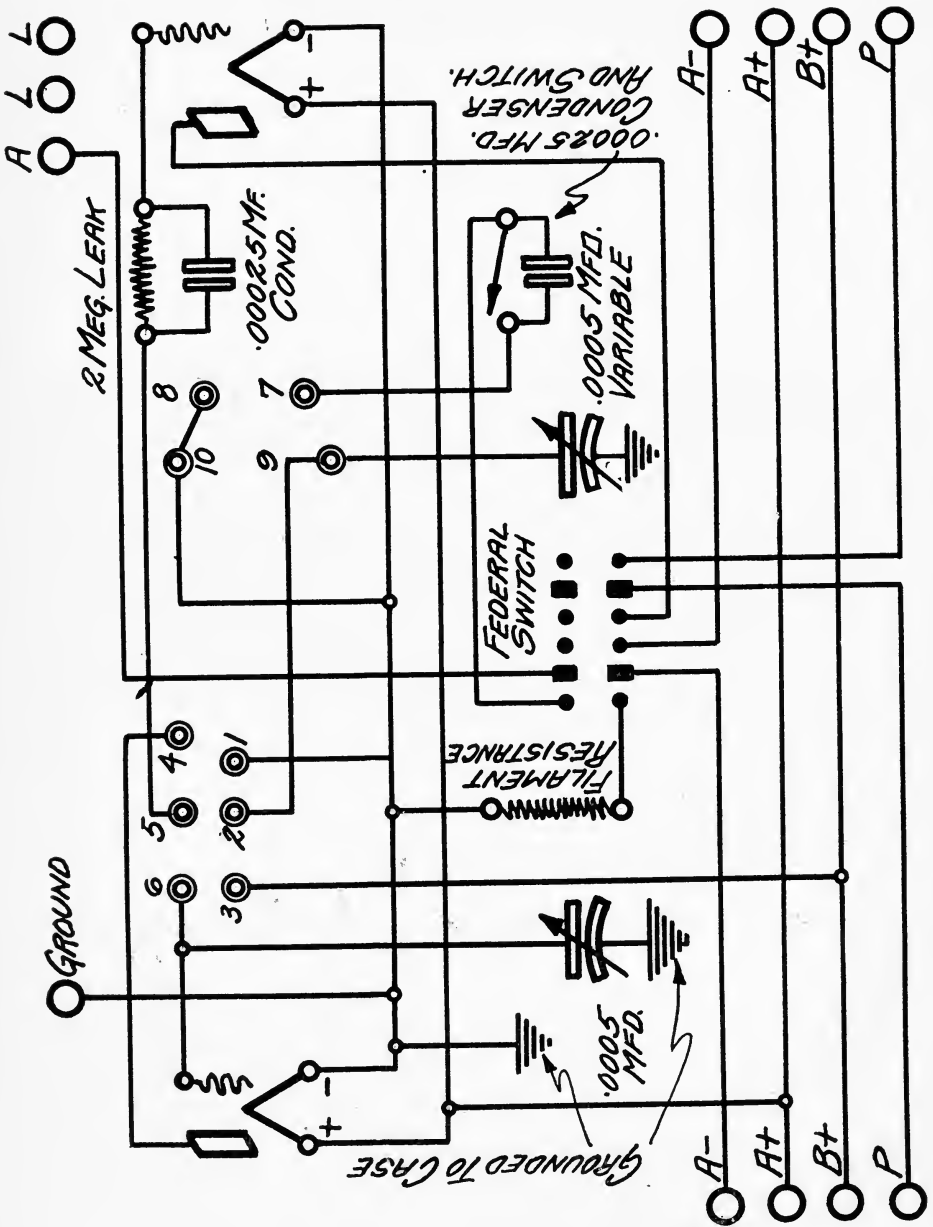 L
L
A
2 MEG. LEAK
.00025 MF.
COND.
.00025 MFD.
CONDENSER
AND SWITCH.
-
+
8
10
7
9
.0005 MFD.
VARIABLE
FEDERAL
SWITCH
FILAMENT
RESISTANCE
4
1
5
2
6
3
GROUND
-
+
.0005
MFD.
GROUNDED TO CASE
A-
A+
B+
P
A-
A+
B+
P